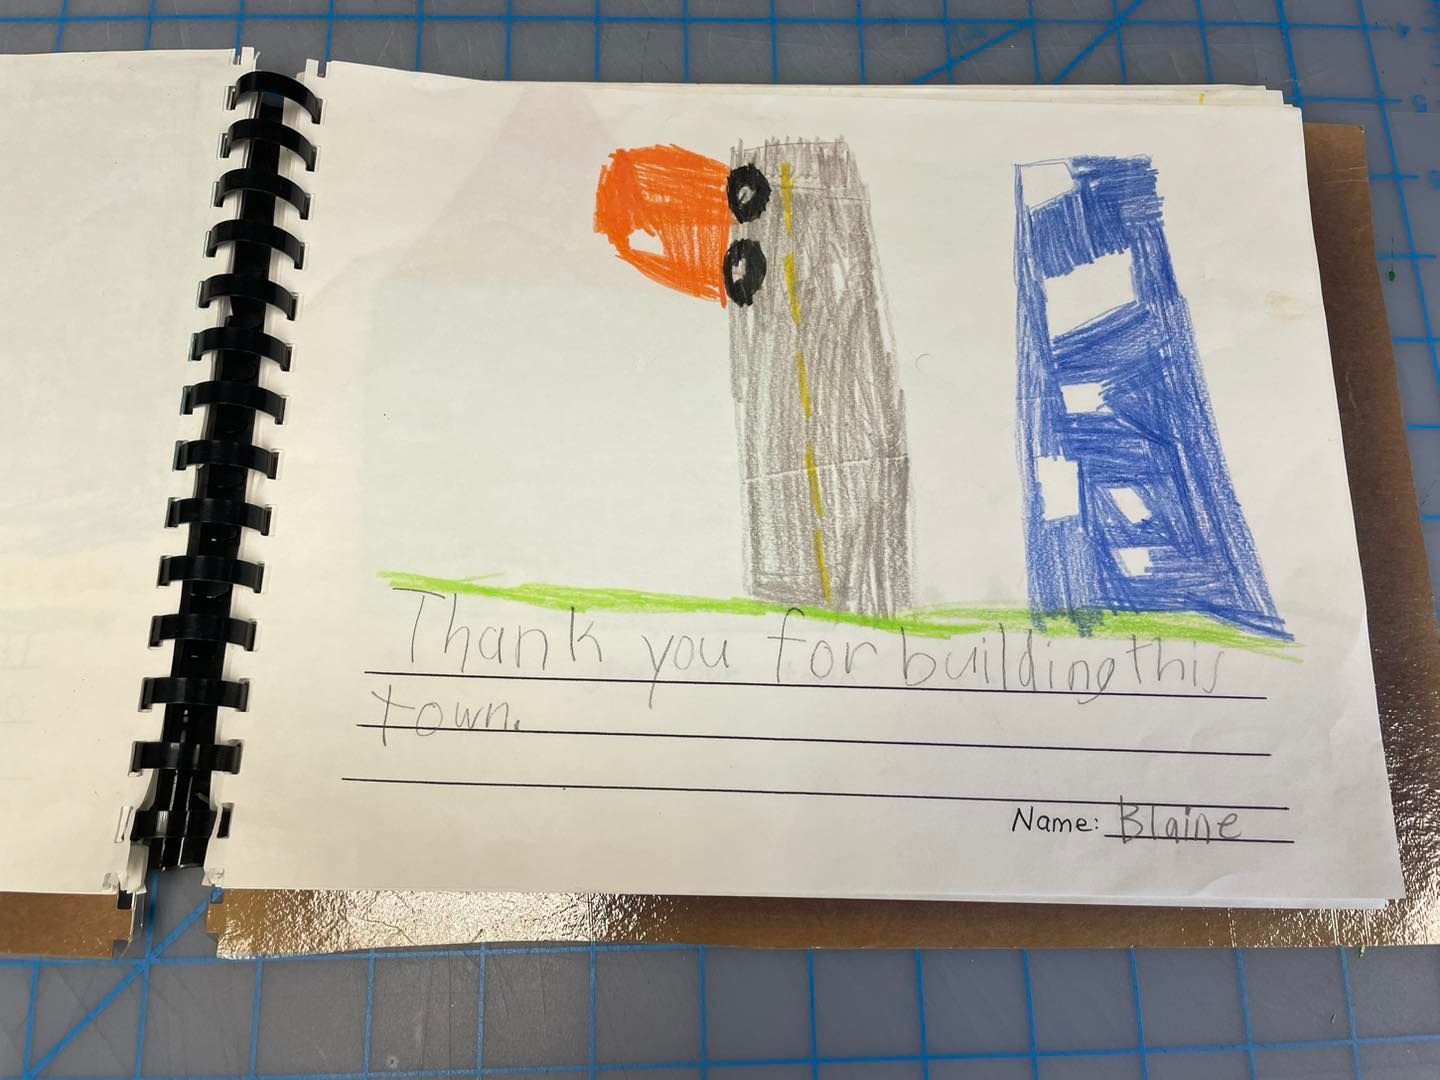 Thank you for building this
town.
Name: Blaine